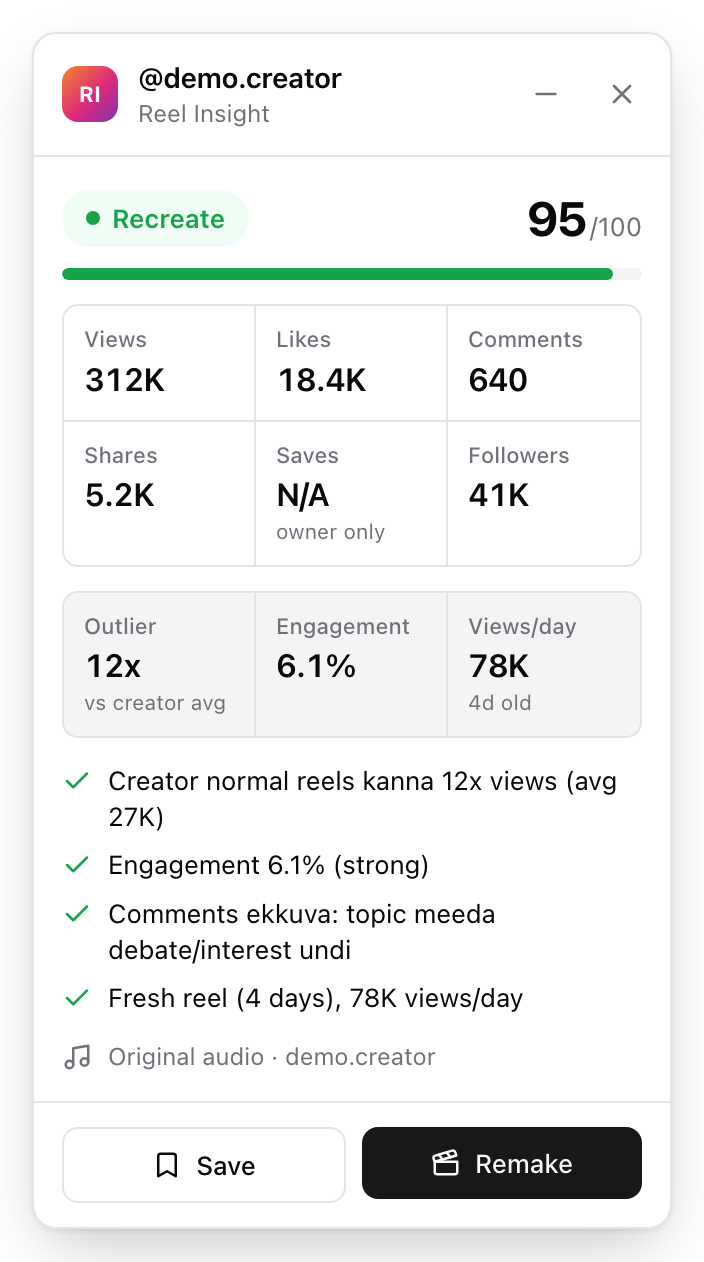 RI
@demo.creator
Reel Insight
Recreate
95/100
Views
Likes
Comments
312K
18.4K
640
Shares
Saves
Followers
5.2K
N/A
41K
owner only
Outlier
Engagement
Views/day
12x
6.1%
78K
vs creator avg
4d old
Creator normal reels kanna 12x views (avg
27K)
Engagement 6.1% (strong)
Comments ekkuva: topic meeda
debate/interest undi
Fresh reel (4 days), 78K views/day
Original audio · demo.creator
Save
Remake